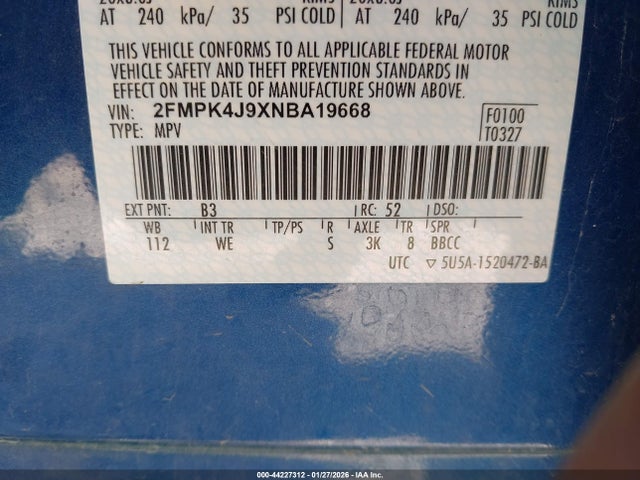 AT 240 kPa/ 35 PSI COLD AT 240 kPa/ 35 PSI COLD
THIS VEHICLE CONFORMS TO ALL APPLICABLE FEDERAL MOTOR
VEHICLE SAFETY AND THEFT PREVENTION STANDARDS IN
EFFECT ON THE DATE OF MANUFACTURE SHOWN ABOVE.
VIN: 2FMPK4J9XNBA19668
F0100
TYPE: MPV
T0327
EXT PNT: B3 RC: 52 DSO:
WB INT TR TP/PS R AXLE TR SPR
112 WE S 3K 8 BBCC
UTC ▽ 5U5A-1520472-BA
000-44227312 - 01/27/2026 - IAA Inc.